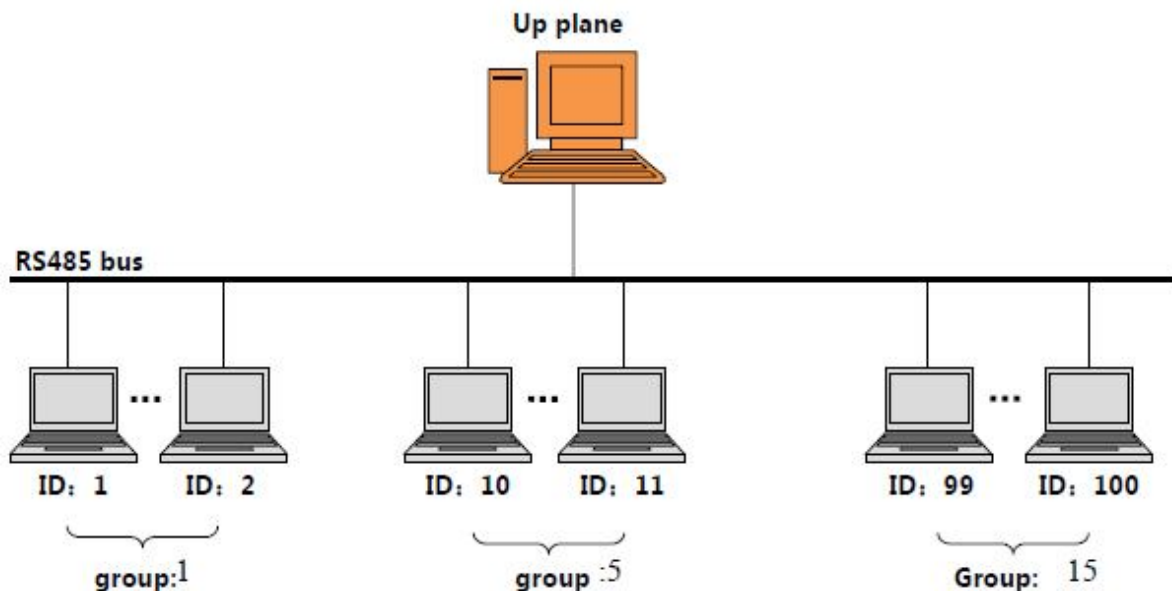 Up plane
RS485 bus
... ... ...
ID：1 ID：2 ID：10 ID：11 ID：99 ID：100
group:1 group :5 Group: 15